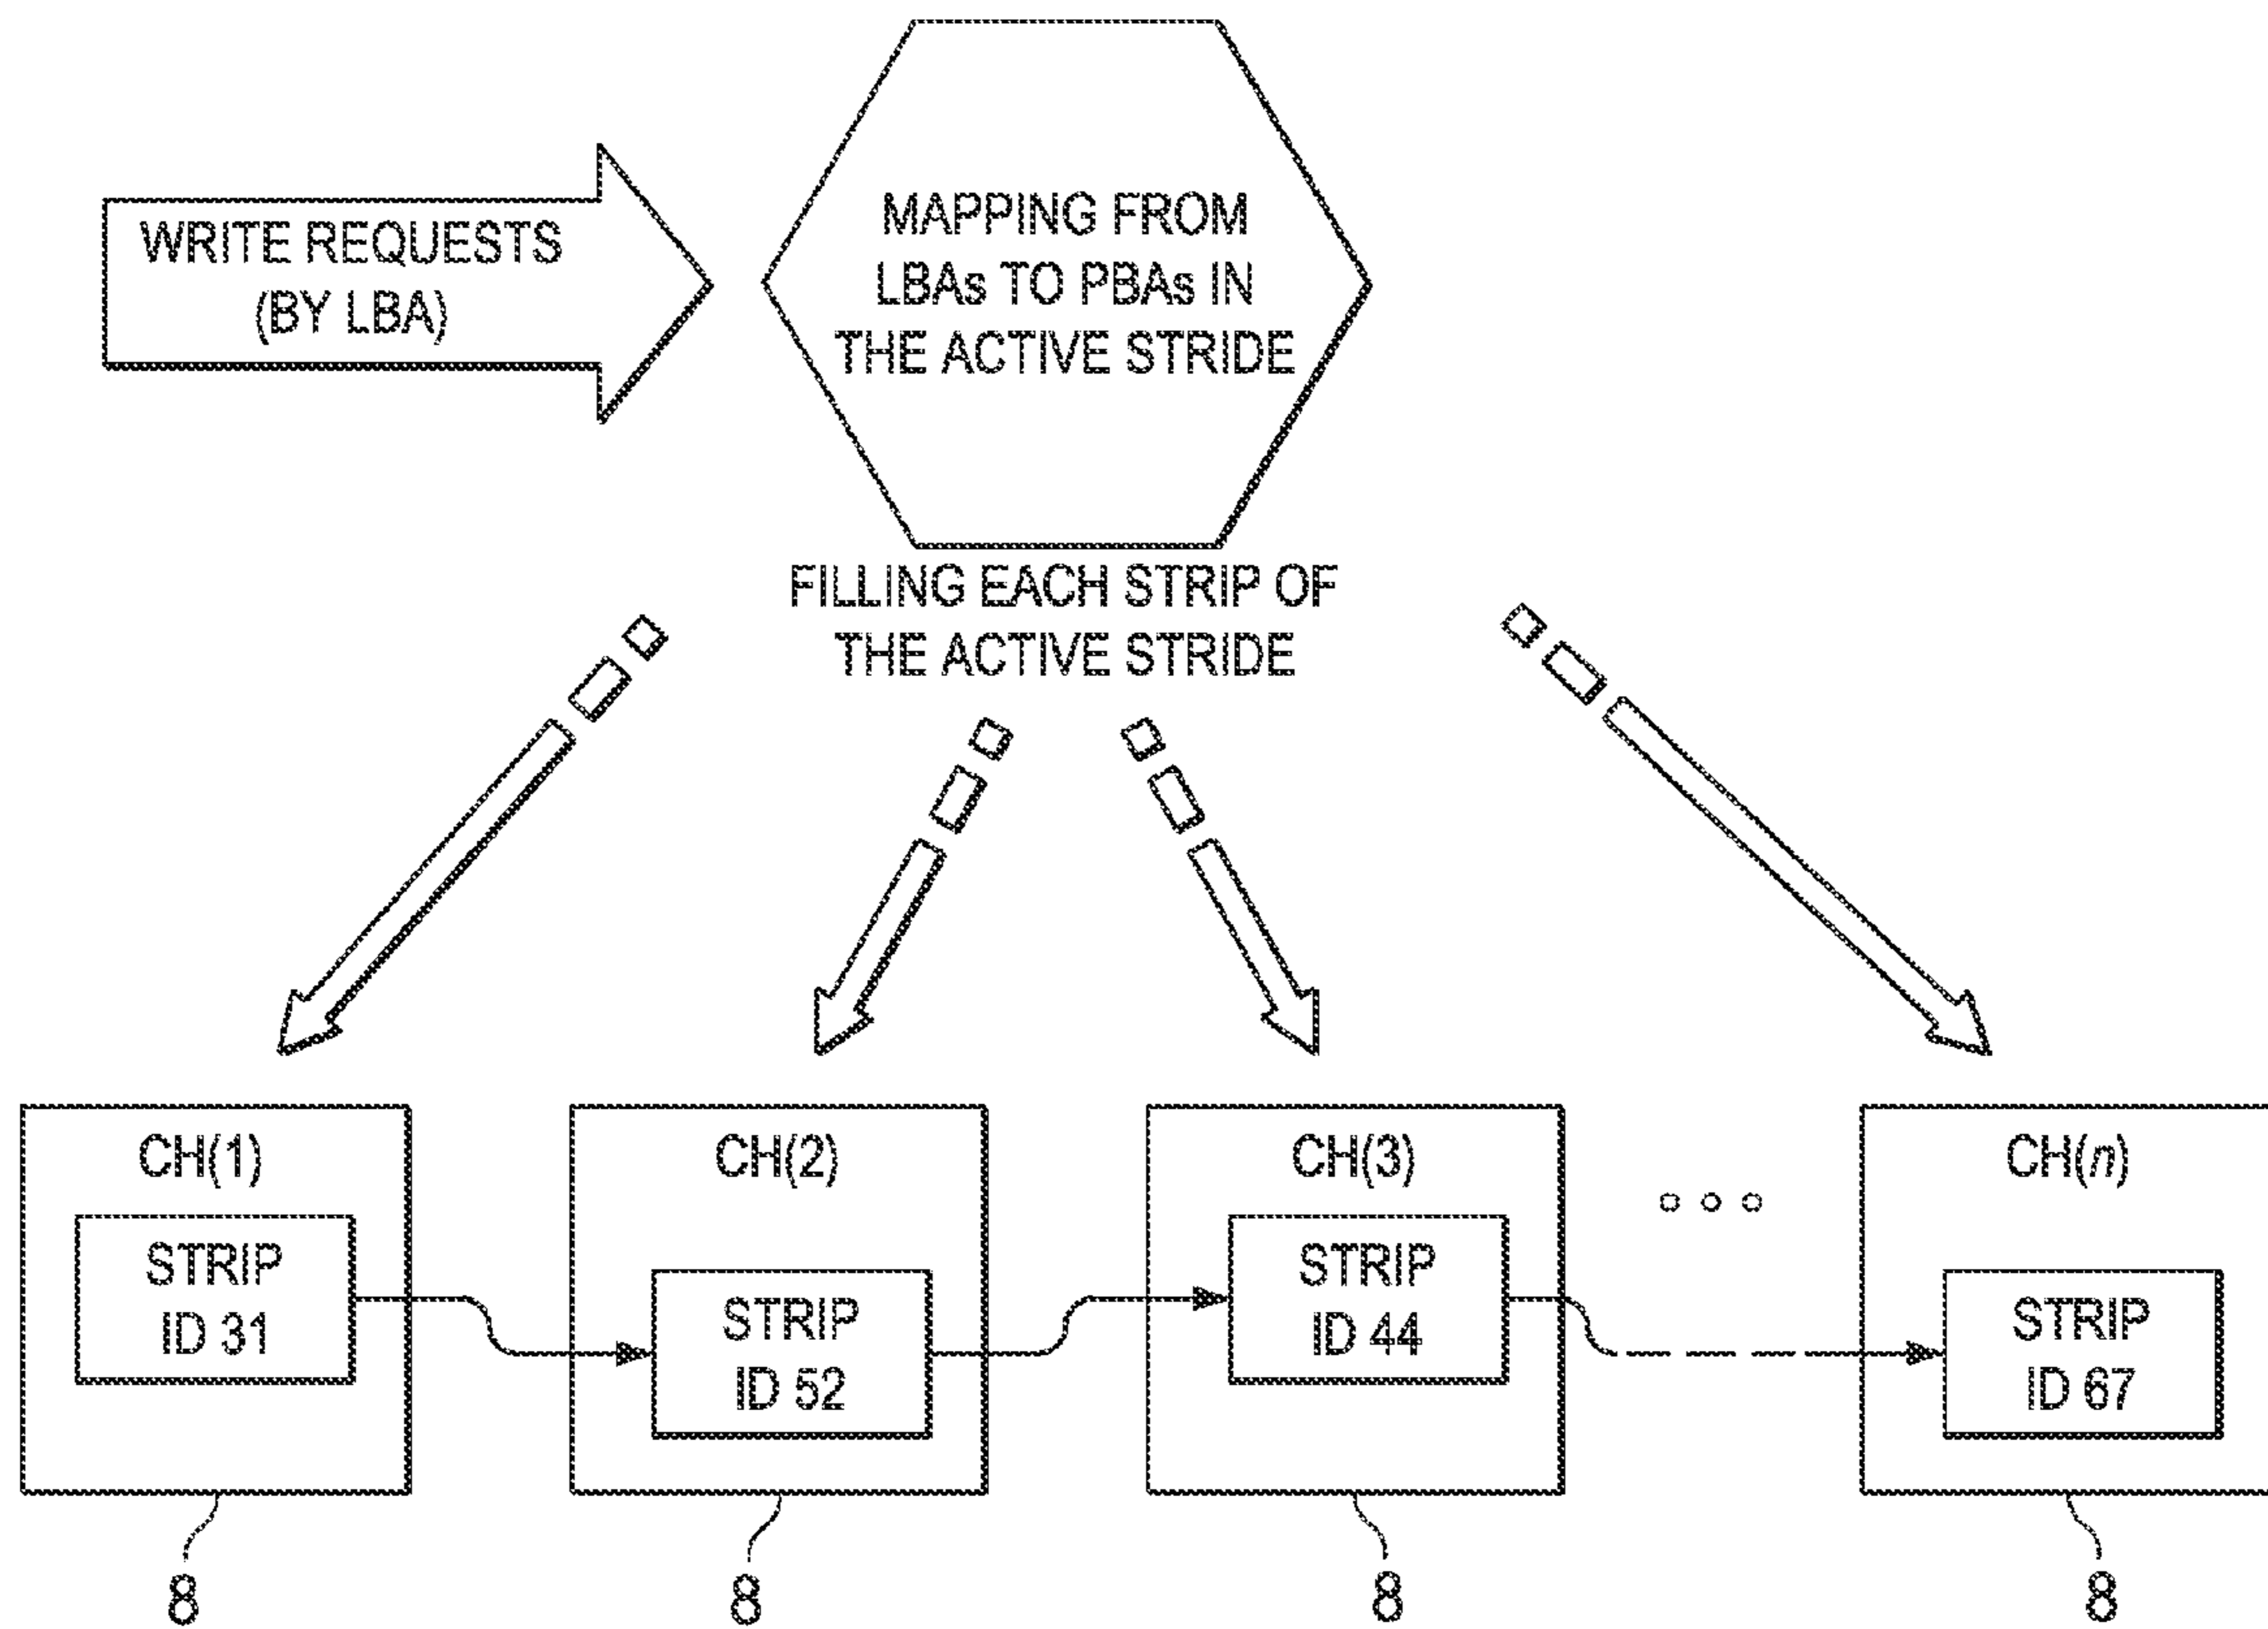 WRITE REQUESTS
(BY LBA)
MAPPING FROM
LBAs TO PBAs IN
THE ACTIVE STRIDE
FILLING EACH STRIP OF
THE ACTIVE STRIDE
CH(1)
STRIP
ID 31
CH(2)
STRIP
ID 52
CH(3)
STRIP
ID 44
CH(n)
STRIP
ID 67
8
8
8
8